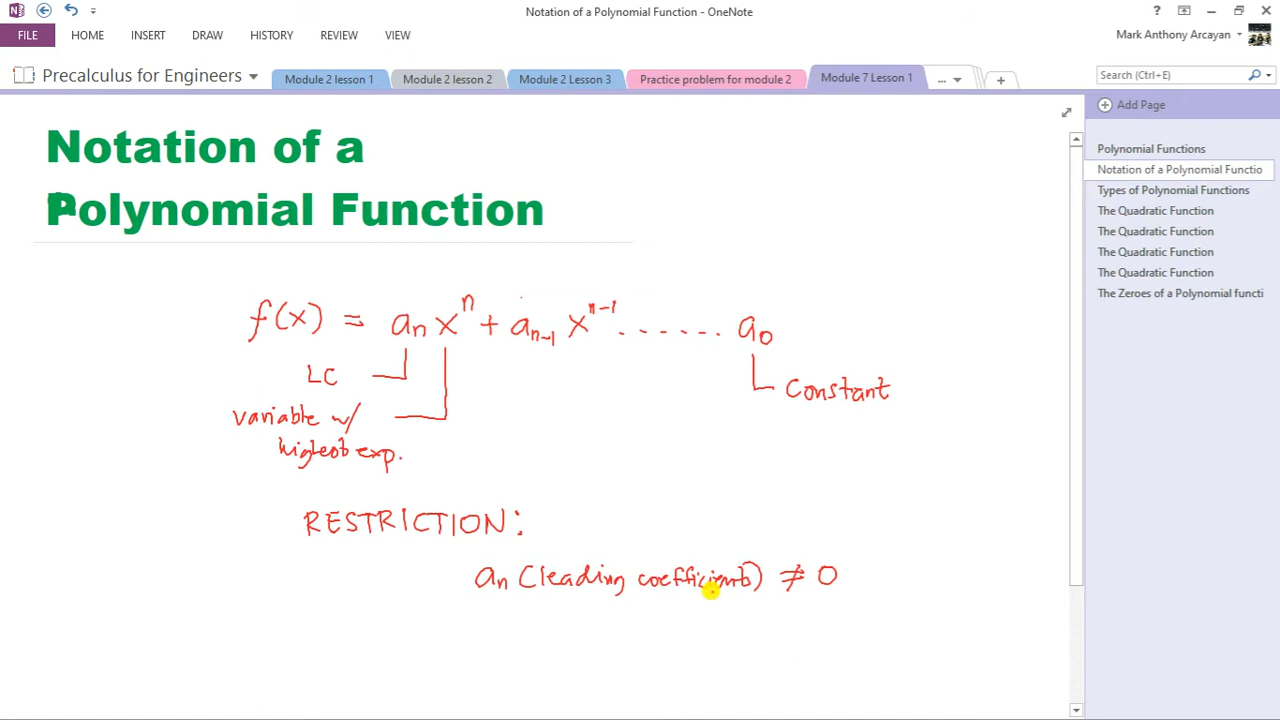 Notation of a Polynomial Function - OneNote
?
FILE HOME INSERT DRAW HISTORY REVIEW VIEW
Mark Anthony Arcayan
Precalculus for Engineers
Module 2 lesson 1
Module 2 lesson 2
Module 2 Lesson 3
Practice problem for module 2
Module 7 Lesson 1
...
Search (Ctrl+E)
Add Page
Polynomial Functions
Notation of a Polynomial Functio
Types of Polynomial Functions
The Quadratic Function
The Quadratic Function
The Quadratic Function
The Quadratic Function
The Zeroes of a Polynomial functi
Notation of a
Polynomial Function
f(x) = aₙxⁿ + aₙ₋₁xⁿ⁻¹ ....... a₀
LC
Constant
variable w/
highest exp.
RESTRICTION:
aₙ (leading coefficients) ≠ 0